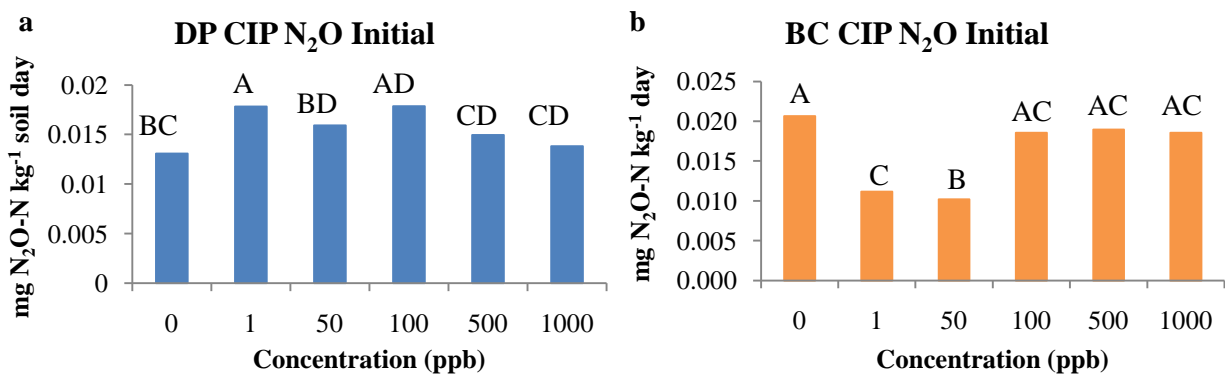 a
DP CIP N₂O Initial
mg N₂O-N kg⁻¹ soil day
0.02
0.015
0.01
0.005
0
BC
A
BD
AD
CD
CD
0 1 50 100 500 1000
Concentration (ppb)
b
BC CIP N₂O Initial
mg N₂O-N kg⁻¹ day
0.025
0.020
0.015
0.010
0.005
0.000
A
C
B
AC
AC
AC
0 1 50 100 500 1000
Concentration (ppb)